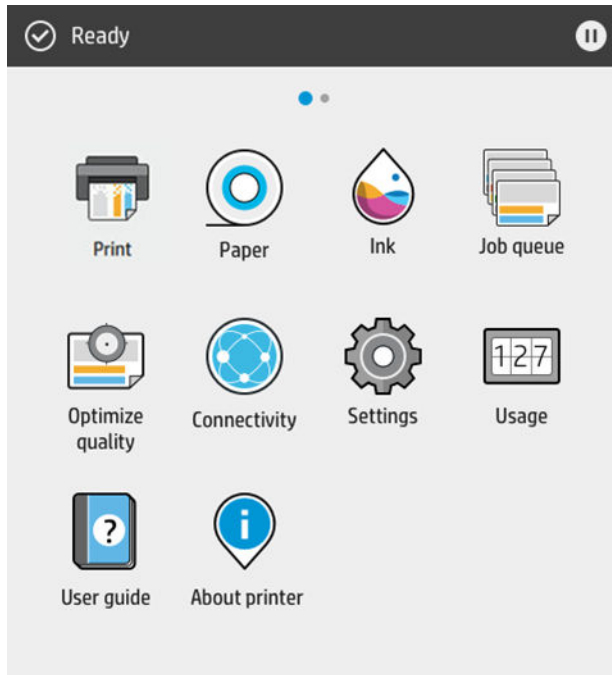 Ready
Print Paper Ink Job queue
Optimize
quality
Connectivity Settings Usage
127
?
i
User guide About printer